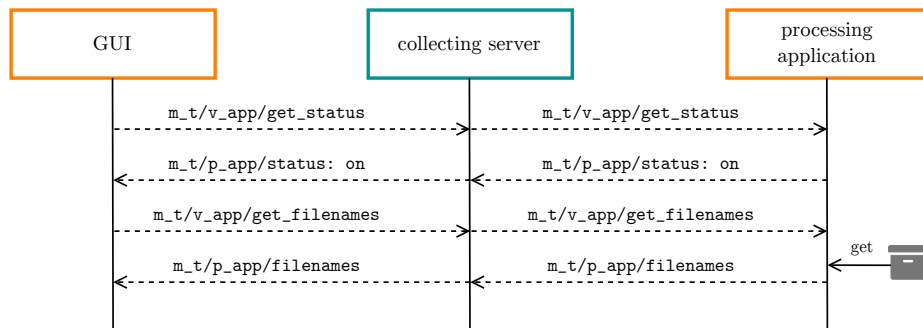 GUI
collecting server
processing
application
m_t/v_app/get_status
m_t/v_app/get_status
m_t/p_app/status: on
m_t/p_app/status: on
m_t/v_app/get_filenames
m_t/v_app/get_filenames
get
m_t/p_app/filenames
m_t/p_app/filenames